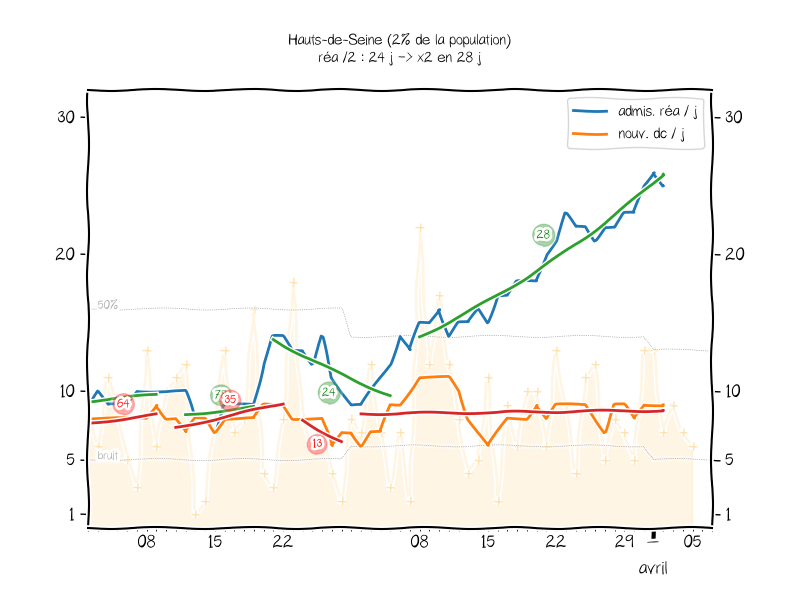 Hauts-de-Seine (2% de la population)
réa /2 : 24 j -> x2 en 28 j
admis. réa / j
nouv. dc / j
30 30
28
20 20
50%
64 35 24
10 10
13
bruit
5 5
1 1
08 15 22 08 15 22 29 1 05
avril